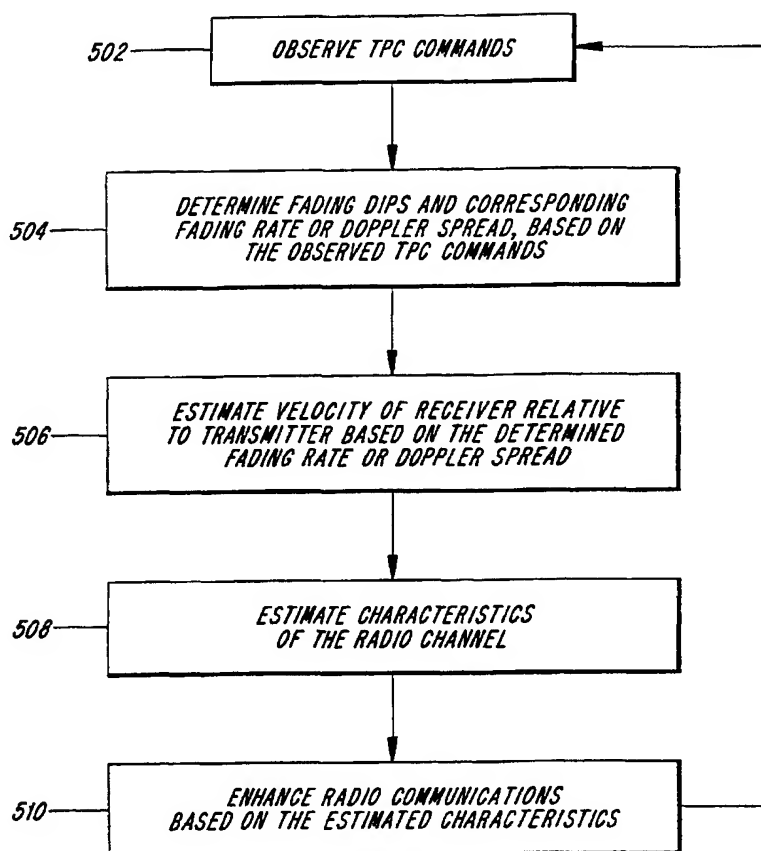 502
OBSERVE TPC COMMANDS
504
DETERMINE FADING DIPS AND CORRESPONDING
FADING RATE OR DOPPLER SPREAD, BASED ON
THE OBSERVED TPC COMMANDS
506
ESTIMATE VELOCITY OF RECEIVER RELATIVE
TO TRANSMITTER BASED ON THE DETERMINED
FADING RATE OR DOPPLER SPREAD
508
ESTIMATE CHARACTERISTICS
OF THE RADIO CHANNEL
510
ENHANCE RADIO COMMUNICATIONS
BASED ON THE ESTIMATED CHARACTERISTICS